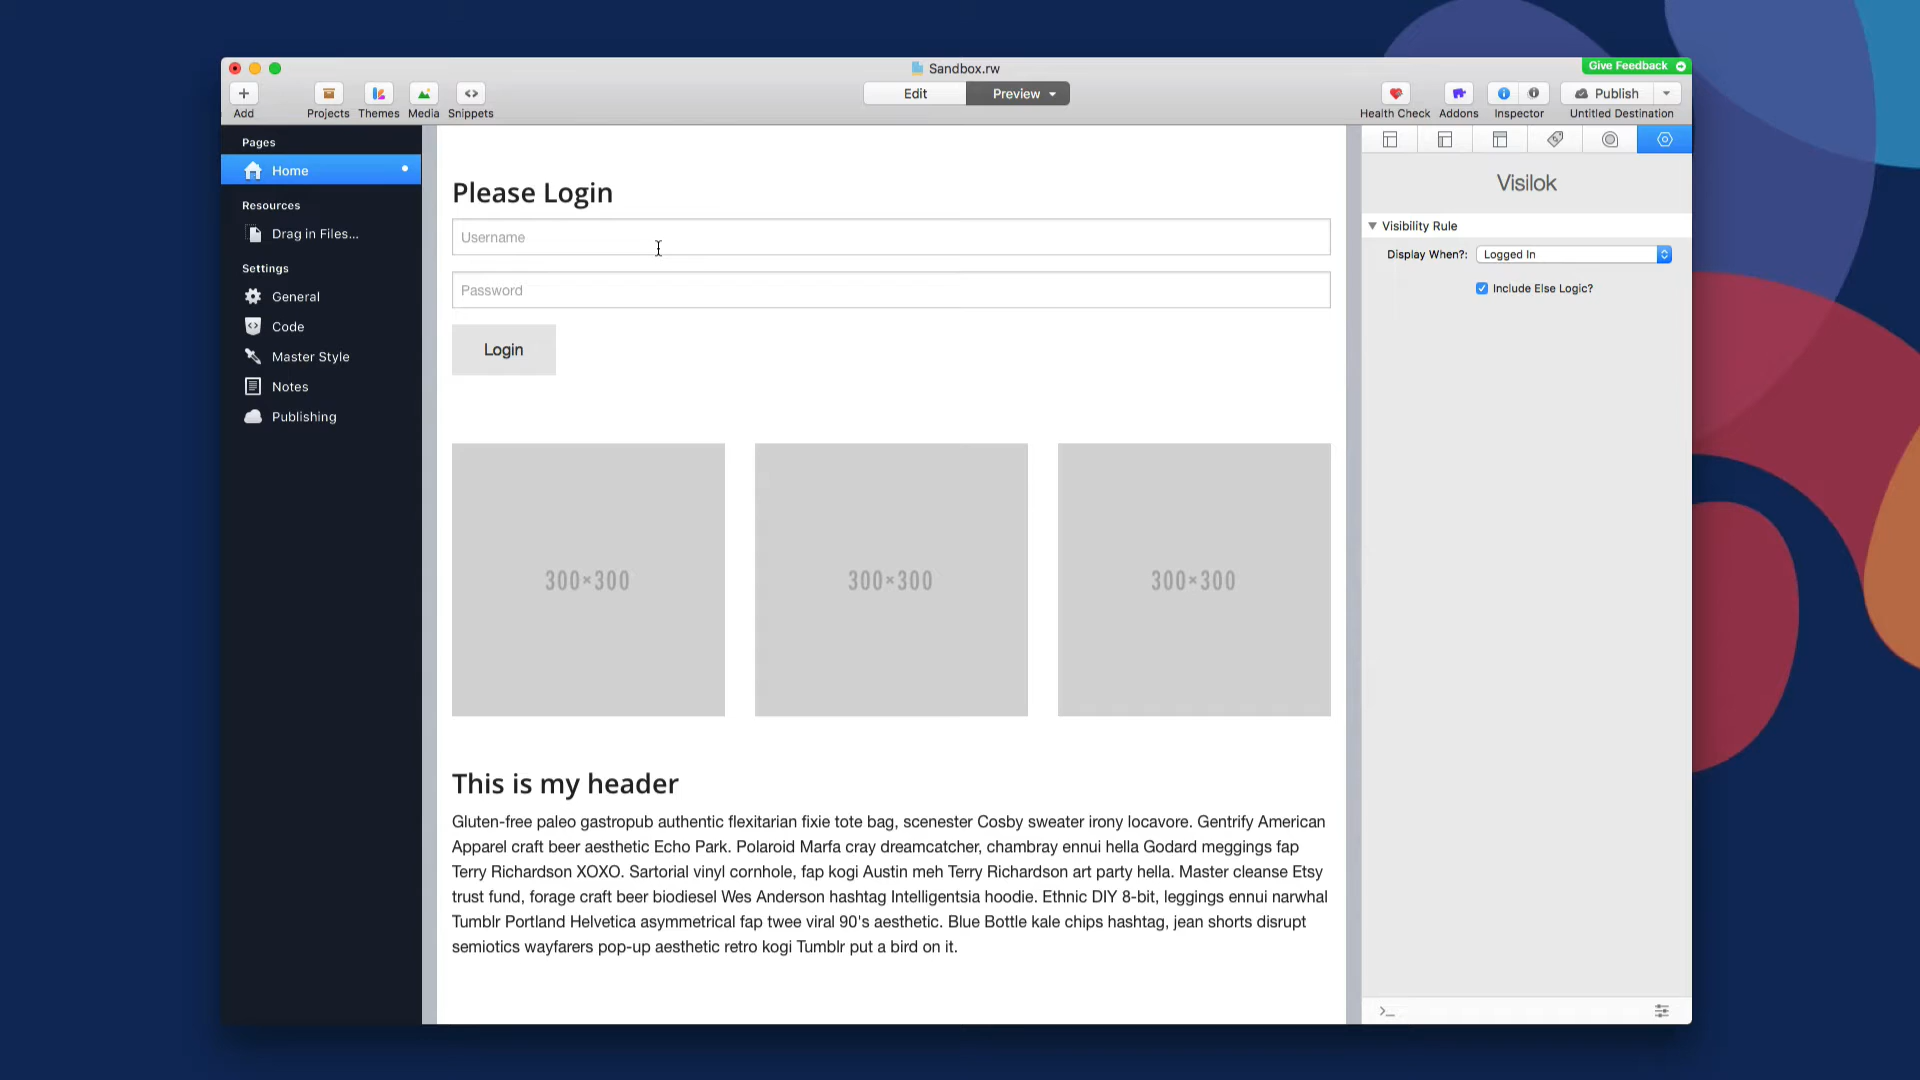 Sandbox.rw
Give Feedback
Add
Projects
Themes
Media
Snippets
Edit
Preview
Health Check
Addons
Inspector
Publish
Untitled Destination
Pages
Home
Resources
Drag in Files...
Settings
General
Code
Master Style
Notes
Publishing
Please Login
Username
Password
Login
300×300
300×300
300×300
This is my header
Gluten-free paleo gastropub authentic flexitarian fixie tote bag, scenester Cosby sweater irony locavore. Gentrify American
Apparel craft beer aesthetic Echo Park. Polaroid Marfa cray dreamcatcher, chambray ennui hella Godard meggings fap
Terry Richardson XOXO. Sartorial vinyl cornhole, fap kogi Austin meh Terry Richardson art party hella. Master cleanse Etsy
trust fund, forage craft beer biodiesel Wes Anderson hashtag Intelligentsia hoodie. Ethnic DIY 8-bit, leggings ennui narwhal
Tumblr Portland Helvetica asymmetrical fap twee viral 90's aesthetic. Blue Bottle kale chips hashtag, jean shorts disrupt
semiotics wayfarers pop-up aesthetic retro kogi Tumblr put a bird on it.
Visilok
Visibility Rule
Display When?: Logged In
Include Else Logic?